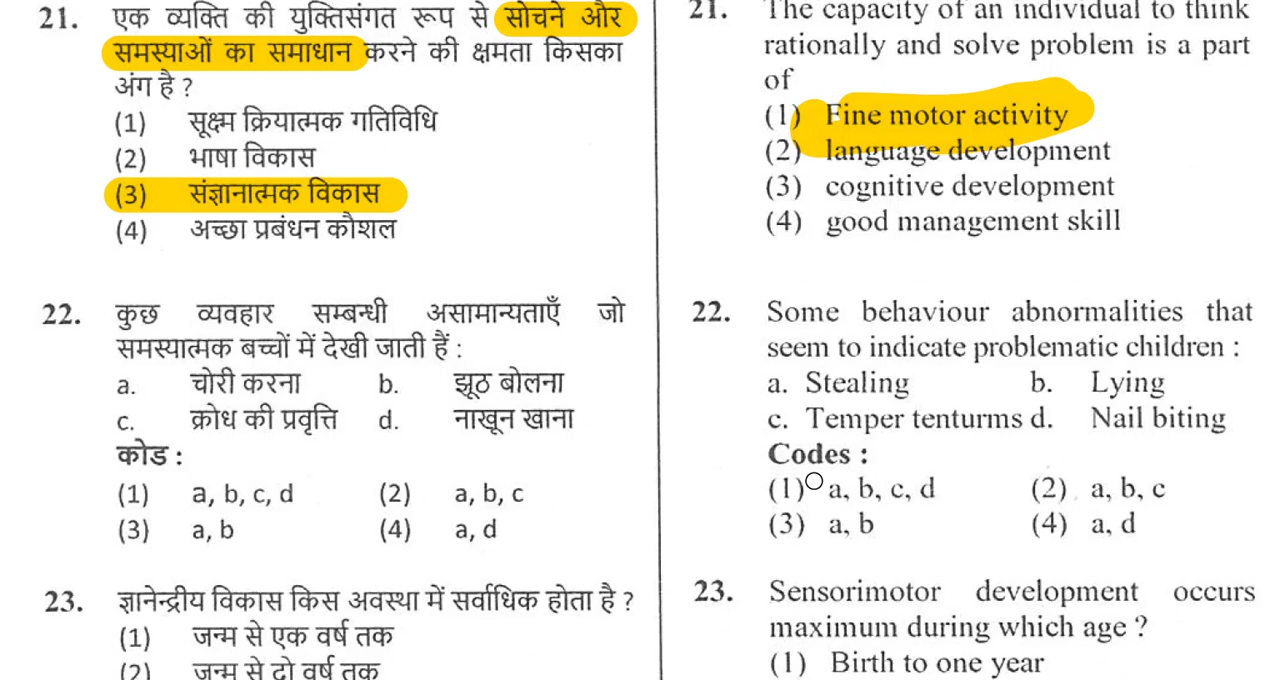 21. एक व्यक्ति की युक्तिसंगत रूप से सोचने और
समस्याओं का समाधान करने की क्षमता किसका
अंग है ?
(1) सूक्ष्म क्रियात्मक गतिविधि
(2) भाषा विकास
(3) संज्ञानात्मक विकास
(4) अच्छा प्रबंधन कौशल
22. कुछ व्यवहार सम्बन्धी असामान्यताएँ जो
समस्यात्मक बच्चों में देखी जाती हैं :
a. चोरी करना b. झूठ बोलना
c. क्रोध की प्रवृत्ति d. नाखून खाना
कोड :
(1) a, b, c, d (2) a, b, c
(3) a, b (4) a, d
23. ज्ञानेन्द्रीय विकास किस अवस्था में सर्वाधिक होता है ?
(1) जन्म से एक वर्ष तक
(2) जन्म से दो वर्ष तक
21. The capacity of an individual to think
rationally and solve problem is a part
of
(1) Fine motor activity
(2) language development
(3) cognitive development
(4) good management skill
22. Some behaviour abnormalities that
seem to indicate problematic children :
a. Stealing b. Lying
c. Temper tenturms d. Nail biting
Codes :
(1) a, b, c, d (2) a, b, c
(3) a, b (4) a, d
23. Sensorimotor development occurs
maximum during which age ?
(1) Birth to one year